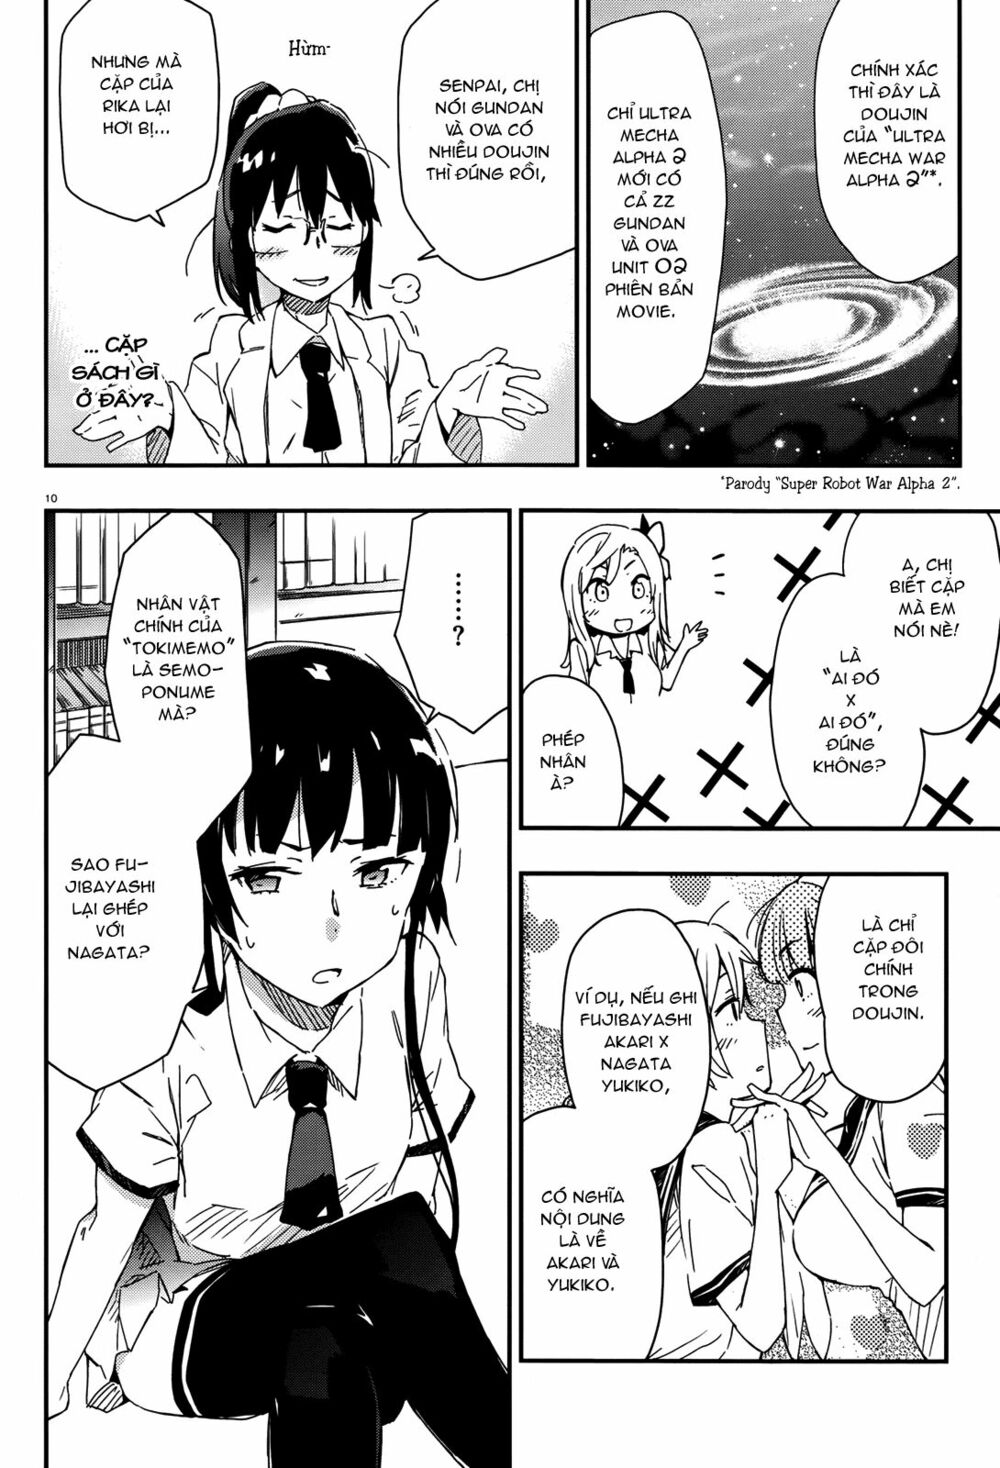 CHÍNH XÁC
THÌ ĐÂY LÀ
DOUJIN
CỦA "ULTRA
MECHA WAR
ALPHA 2"*.
CHỈ ULTRA
MECHA
ALPHA 2
MỚI CÓ
CẢ ZZ
GUNDAN
VÀ OVA
UNIT 02
PHIÊN BẢN
MOVIE.
*Parody "Super Robot War Alpha 2".
SENPAI, CHỊ
NÓI GUNDAN
VÀ OVA CÓ
NHIỀU DOUJIN
THÌ ĐÚNG RỒI,
Hừm-
NHƯNG MÀ
CẶP CỦA
RIKA LẠI
HƠI BỊ...
... CẶP
SÁCH GÌ
Ở ĐÂY?
10
A, CHỊ
BIẾT CẶP
MÀ EM
NÓI NÈ!
LÀ
"AI ĐÓ
X
AI ĐÓ",
ĐÚNG
KHÔNG?
PHÉP
NHÂN
À?
LÀ CHỈ
CẶP ĐÔI
CHÍNH
TRONG
DOUJIN.
VÍ DỤ, NẾU GHI
FUJIBAYASHI
AKARI X
NAGATA
YUKIKO,
CÓ NGHĨA
NỘI DUNG
LÀ VỀ
AKARI VÀ
YUKIKO.
.......?
NHÂN VẬT
CHÍNH CỦA
"TOKIMEMO"
LÀ SEMO-
PONUME
MÀ?
SAO FU-
JIBAYASHI
LẠI GHÉP
VỚI
NAGATA?